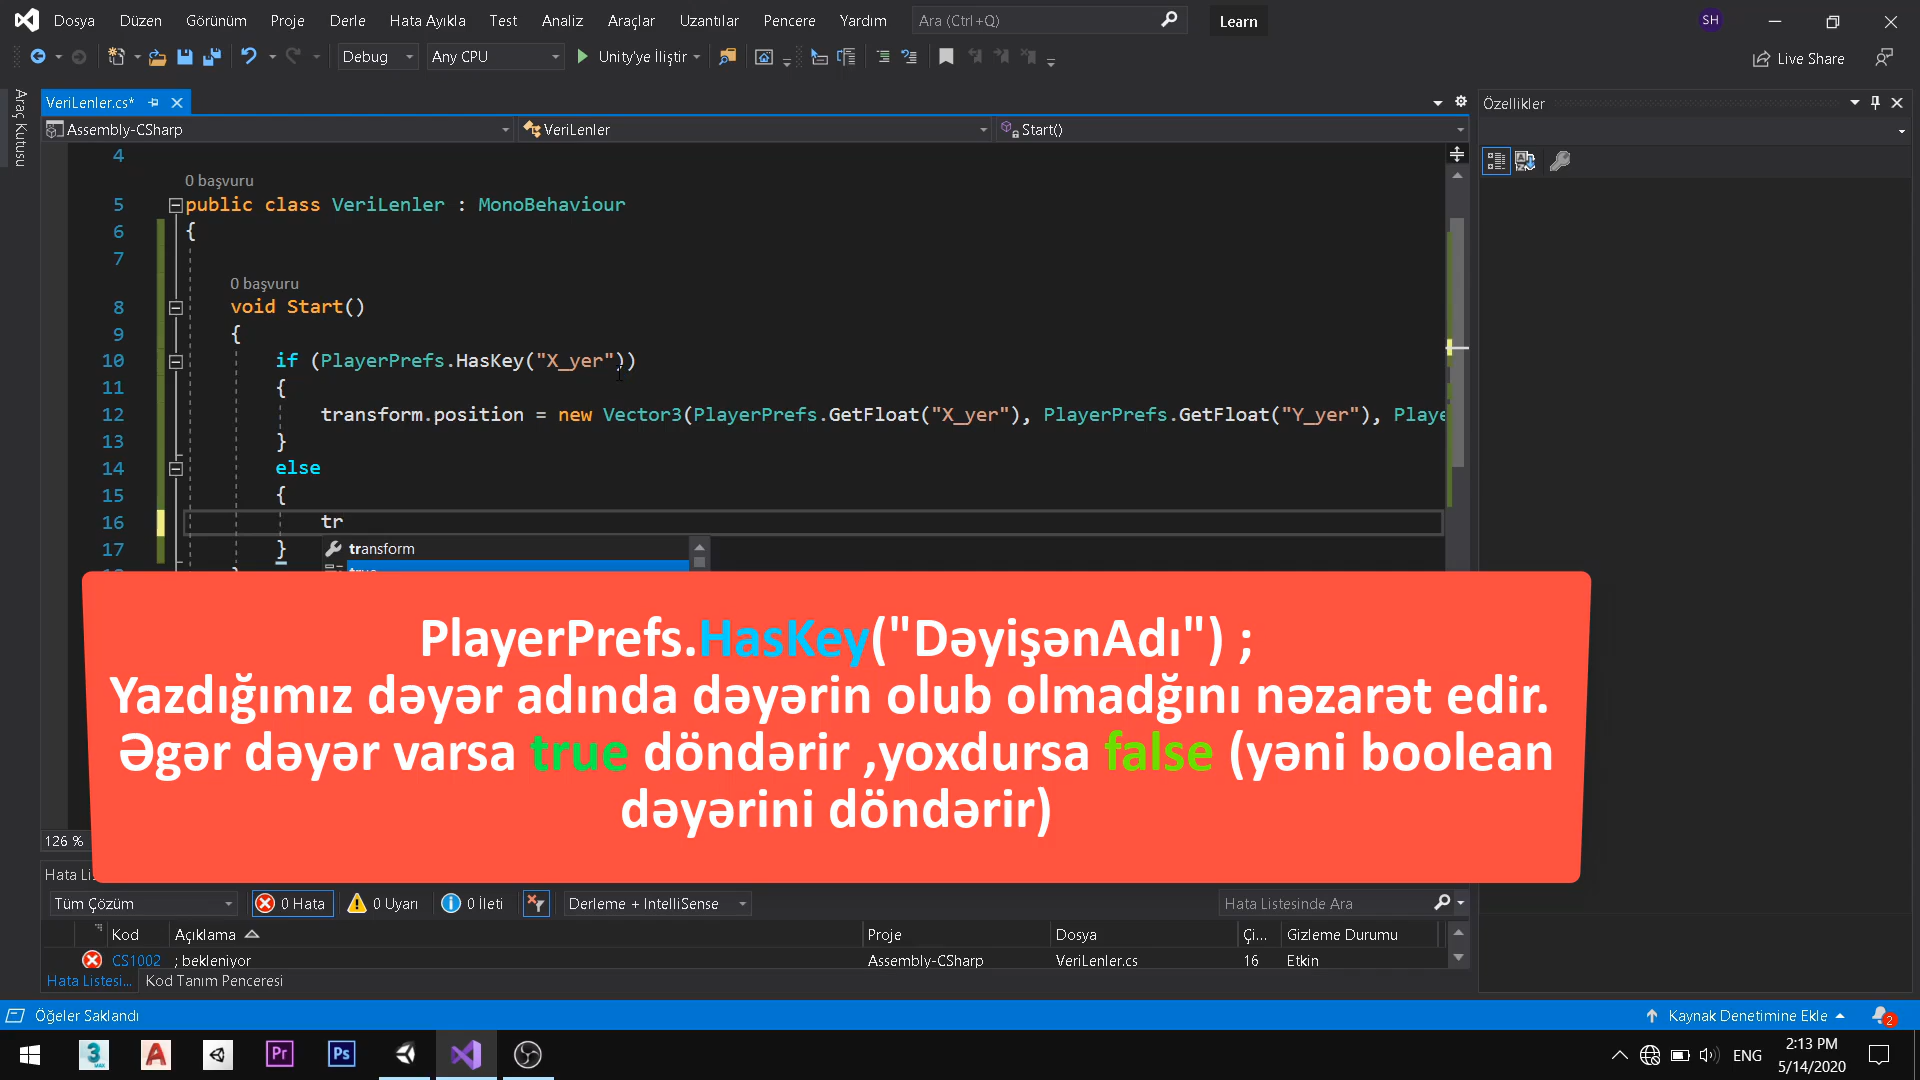 Dosya Düzen Görünüm Proje Derle Hata Ayıkla Test Analiz Araçlar Uzantılar Pencere Yardım Ara (Ctrl+Q) Learn SH
Debug Any CPU Unity'ye İliştir Live Share
Araç Kutusu
VeriLenler.cs* Özellikler
Assembly-CSharp VeriLenler Start()
4
0 başvuru
5 public class VeriLenler : MonoBehaviour
6 {
7
0 başvuru
8 void Start()
9 {
10 if (PlayerPrefs.HasKey("X_yer"))
11 {
12 transform.position = new Vector3(PlayerPrefs.GetFloat("X_yer"), PlayerPrefs.GetFloat("Y_yer"), Playe
13 }
14 else
15 {
16 tr
17 }
transform
PlayerPrefs.HasKey("DəyişənAdı") ;
Yazdığımız dəyər adında dəyərin olub olmadğını nəzarət edir.
Əgər dəyər varsa true döndərir ,yoxdursa false (yəni boolean
dəyərini döndərir)
126 %
Hata Li
Tüm Çözüm 0 Hata 0 Uyarı 0 İleti Derleme + IntelliSense Hata Listesinde Ara
Kod Açıklama Proje Dosya Çi... Gizleme Durumu
CS1002 ; bekleniyor Assembly-CSharp VeriLenler.cs 16 Etkin
Hata Listesi... Kod Tanım Penceresi
Öğeler Saklandı Kaynak Denetimine Ekle 2
3 MAX A Pr Ps ENG 2:13 PM
5/14/2020